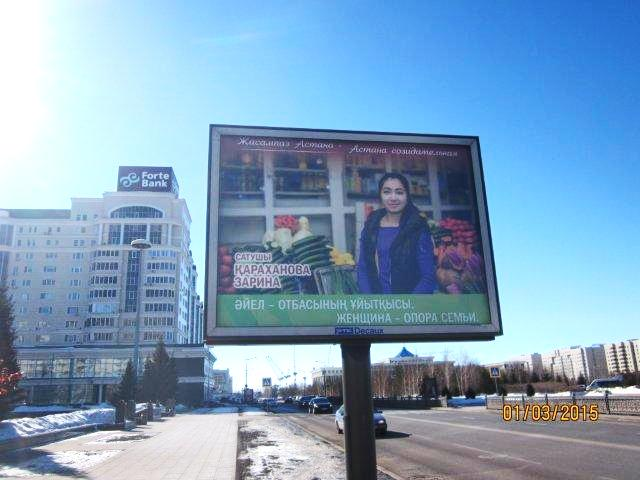 Жасампаз Астана · Астана созидательная
Forte
Bank
САТУШЫ
ҚАРАХАНОВА
ЗАРИНА
ӘЙЕЛ – ОТБАСЫНЫҢ ҰЙЫТҚЫСЫ.
ЖЕНЩИНА – ОПОРА СЕМЬИ.
RTS Decaux
01/03/2015